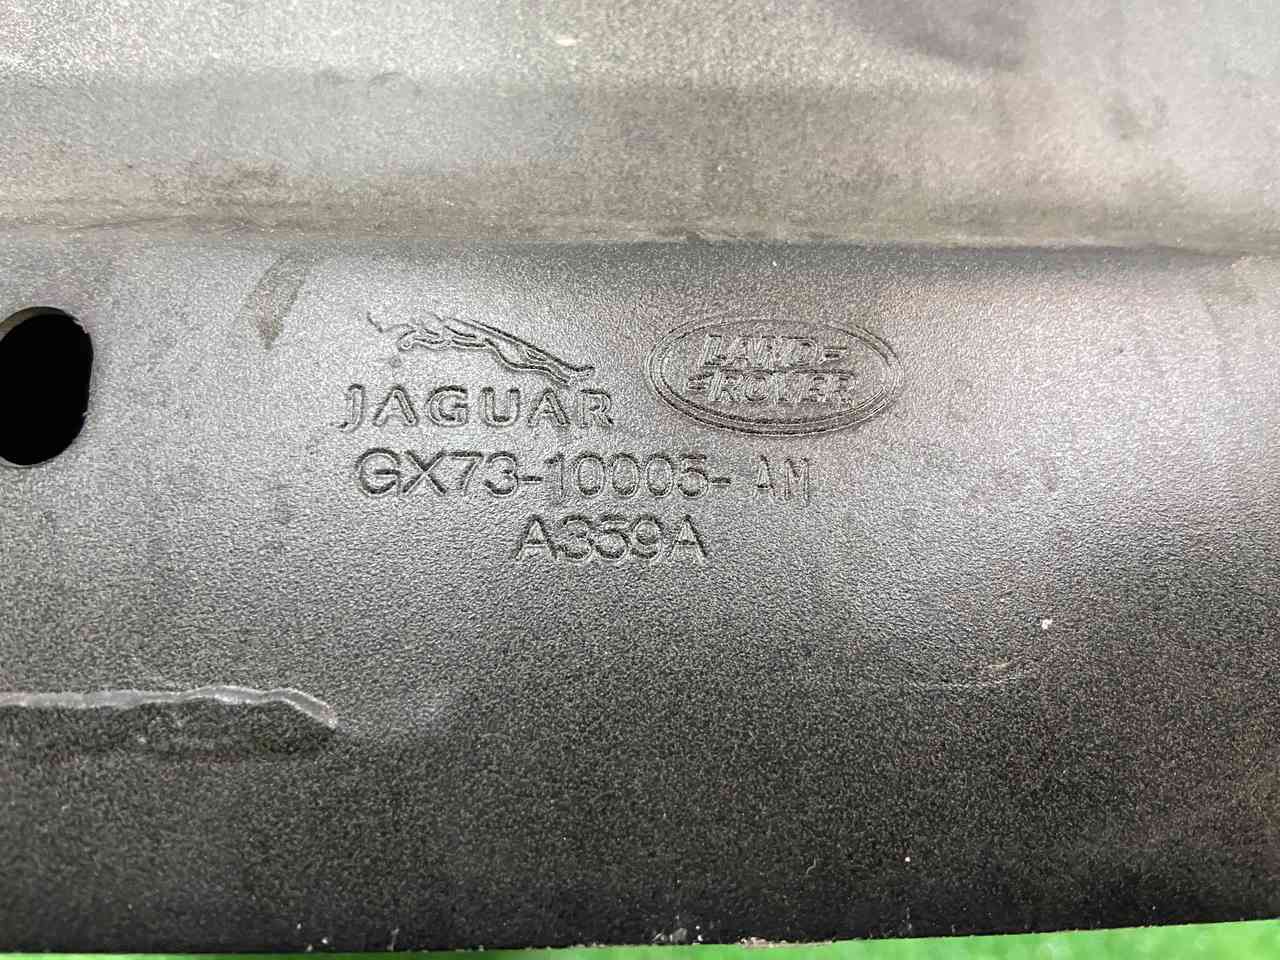 JAGUAR
LAND-
-ROVER
GX73-10005-AM
A359A